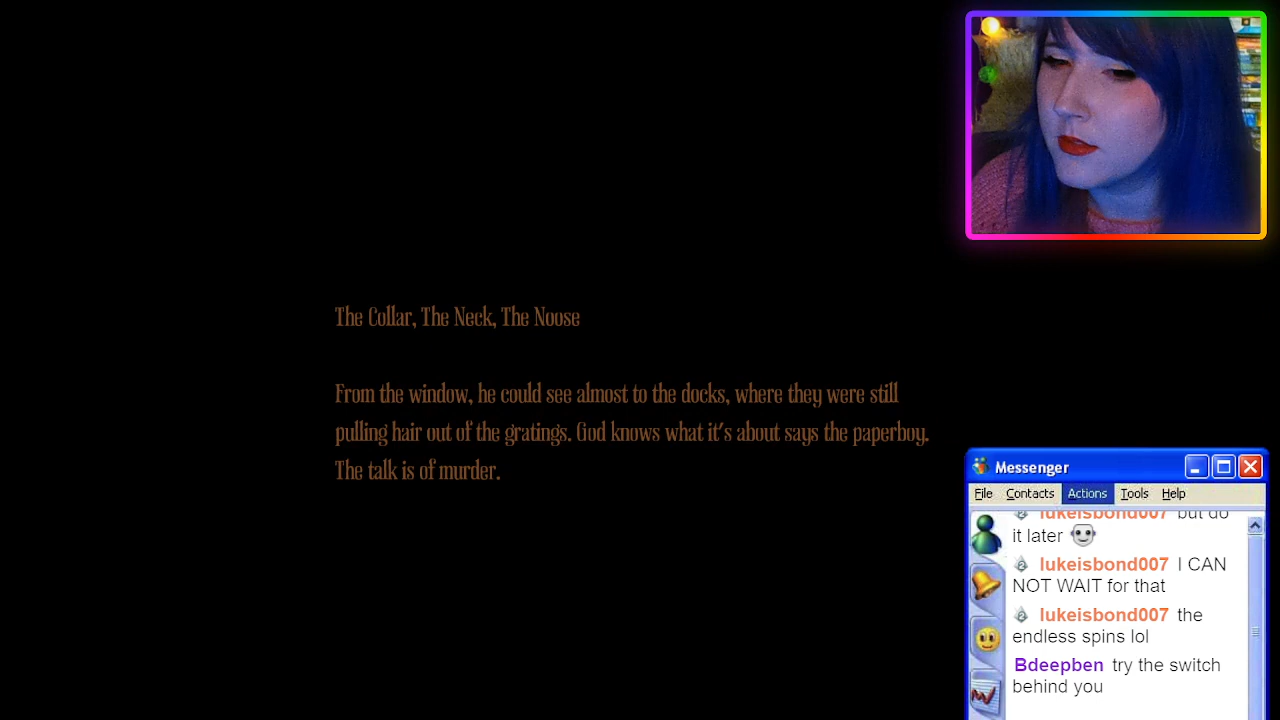 The Collar, The Neck, The Noose
From the window, he could see almost to the docks, where they were still
pulling hair out of the gratings. God knows what it's about says the paperboy.
The talk is of murder.
Messenger
File Contacts Actions Tools Help
lukeisbond007 but do
it later
lukeisbond007 I CAN
NOT WAIT for that
lukeisbond007 the
endless spins lol
Bdeepben try the switch
behind you